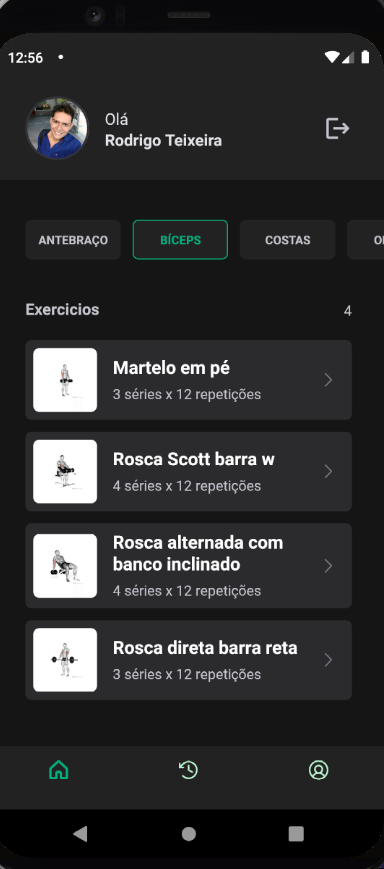 12:56
Olá
Rodrigo Teixeira
ANTEBRAÇO
BÍCEPS
COSTAS
Exercicios
4
Martelo em pé
3 séries x 12 repetições
Rosca Scott barra w
4 séries x 12 repetições
Rosca alternada com
banco inclinado
4 séries x 12 repetições
Rosca direta barra reta
3 séries x 12 repetições